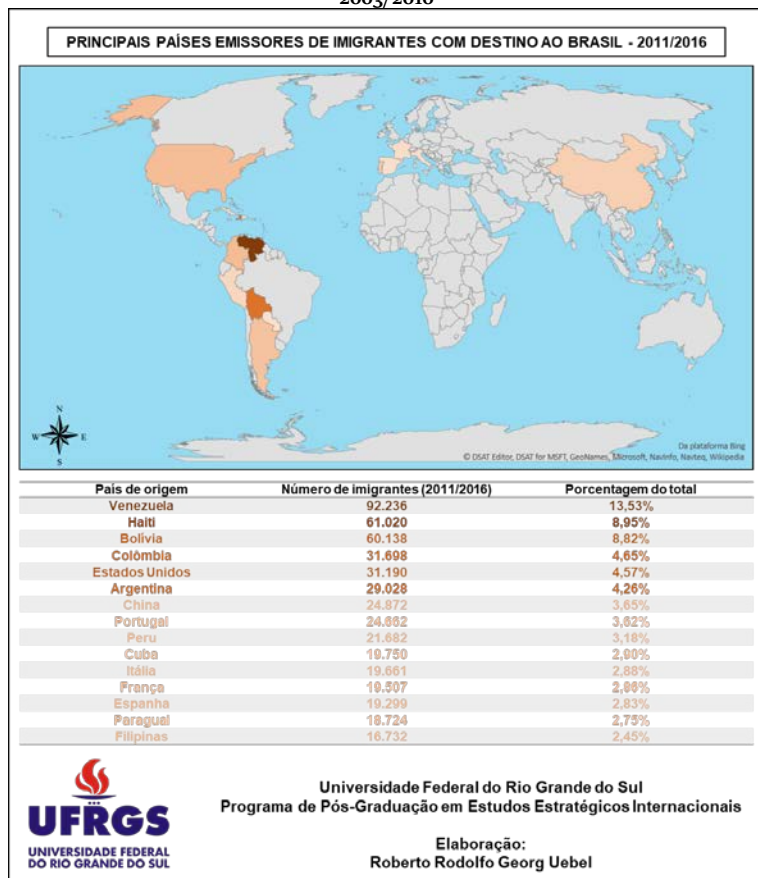 2003/2016
PRINCIPAIS PAÍSES EMISSORES DE IMIGRANTES COM DESTINO AO BRASIL - 2011/2016
N
W E
S
Da plataforma Bing
© DSAT Editor, DSAT for MSFT, GeoNames, Microsoft, NavInfo, Navteq, Wikipedia
País de origem Número de imigrantes (2011/2016) Porcentagem do total
Venezuela 92.236 13,53%
Haiti 61.020 8,95%
Bolívia 60.138 8,82%
Colômbia 31.698 4,65%
Estados Unidos 31.190 4,57%
Argentina 29.028 4,26%
China 24.872 3,65%
Portugal 24.662 3,62%
Peru 21.682 3,18%
Cuba 19.750 2,90%
Itália 19.661 2,88%
França 19.507 2,86%
Espanha 19.299 2,83%
Paraguai 18.724 2,75%
Filipinas 16.732 2,45%
UFRGS
UNIVERSIDADE FEDERAL
DO RIO GRANDE DO SUL
Universidade Federal do Rio Grande do Sul
Programa de Pós-Graduação em Estudos Estratégicos Internacionais
Elaboração:
Roberto Rodolfo Georg Uebel